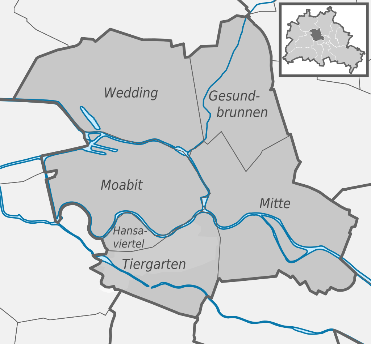 Wedding
Gesund-
brunnen
Moabit
Mitte
Hansa-
viertel
Tiergarten